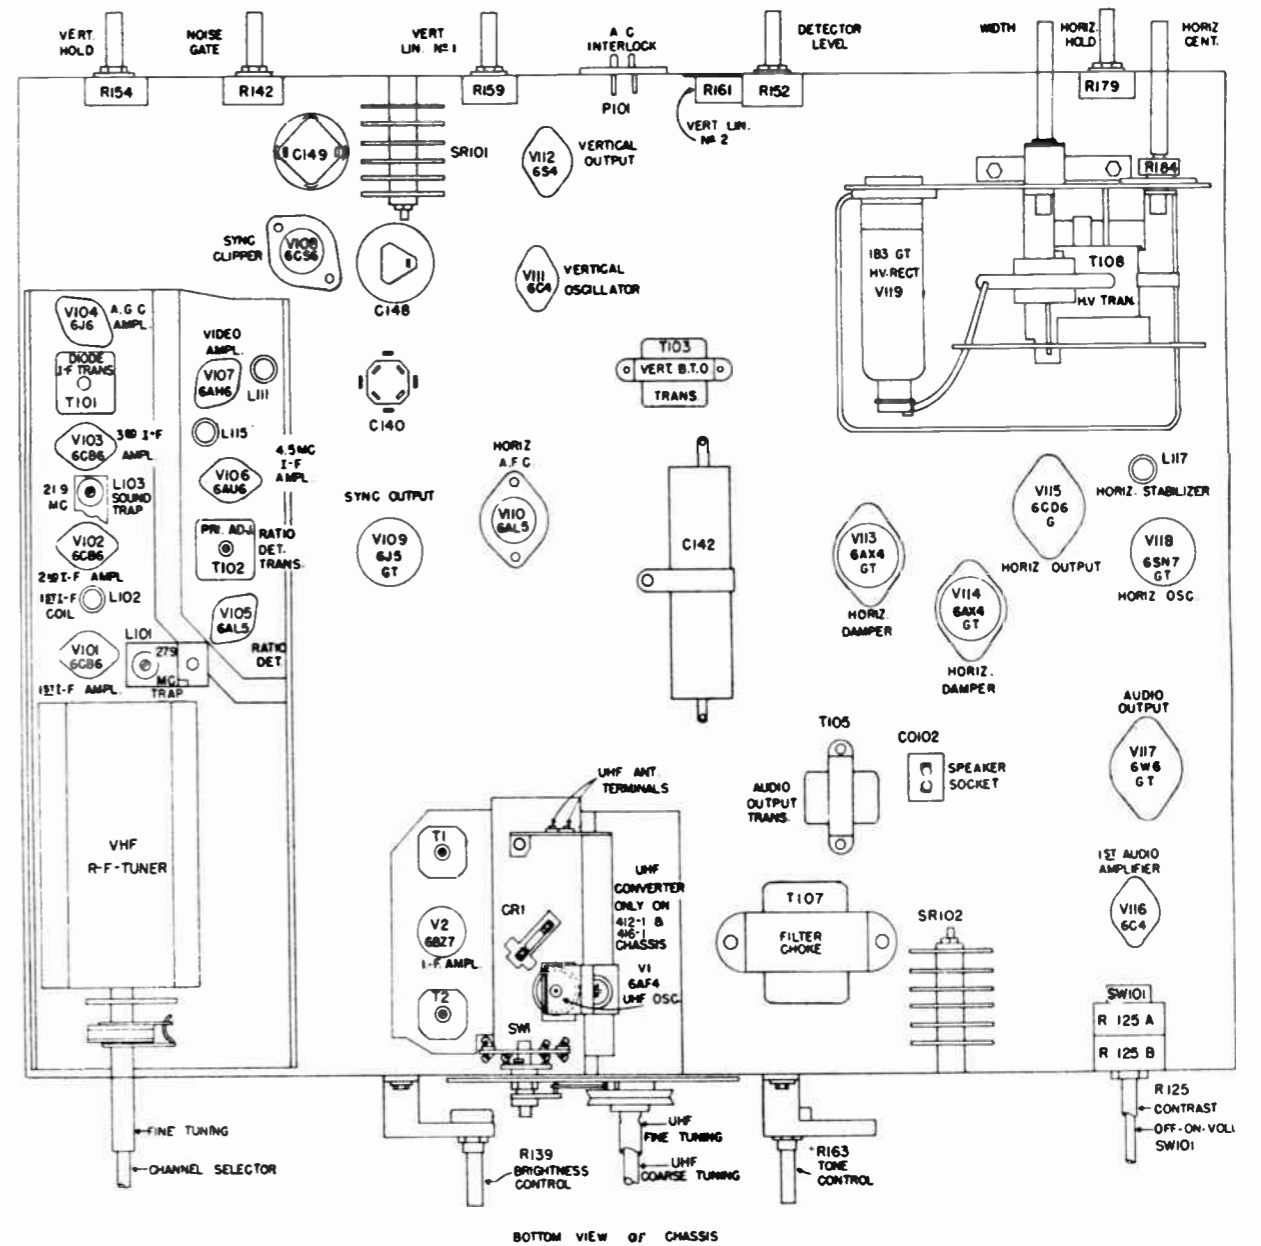 VERT.
HOLD
NOISE
GATE
VERT
LIN. Nº 1
A C
INTERLOCK
DETECTOR
LEVEL
WIDTH
HORIZ.
HOLD
HORIZ
CENT.
R154
R142
R159
P101
R161
R152
R179
VERT LIN.
Nº 2
C149
SR101
V112
6S4
VERTICAL
OUTPUT
R184
SYNC
CLIPPER
V108
6CS6
C148
V111
6C4
VERTICAL
OSCILLATOR
1B3 GT
HV-RECT
V119
T108
H.V TRAN.
V104
6J6
A.G.C
AMPL.
DIODE
I-F TRANS
T101
VIDEO
AMPL.
V107
6AH6
L111
C140
T103
VERT. B.T.O
TRANS.
V103
6CB6
3RD I-F
AMPL.
L115
4.5MC
I-F
AMPL.
V106
6AU6
21 9
MC
L103
SOUND
TRAP
V102
6CB6
2ND I-F AMPL
PRI. ADJ.
T102
RATIO
DET.
TRANS.
1ST I-F
COIL
L102
V105
6AL5
RATIO
DET.
L101
V101
6CB6
1ST I-F AMPL.
279
MC
TRAP
SYNC OUTPUT
V109
6J5
GT
HORIZ
A.F.C.
V110
6AL5
C142
V113
6AX4
GT
HORIZ.
DAMPER
V114
6AX4
GT
HORIZ.
DAMPER
V115
6CD6
G
HORIZ OUTPUT
L117
HORIZ. STABILIZER
V118
6SN7
GT
HORIZ OSC.
AUDIO
OUTPUT
V117
6W6
GT
T105
AUDIO
OUTPUT
TRANS.
CO102
SPEAKER
SOCKET
VHF
R-F-TUNER
UHF ANT.
TERMINALS
T1
V2
6BZ7
I-F. AMPL.
T2
CR1
UHF
CONVERTER
ONLY ON
412-1 &
416-1
CHASSIS
V1
6AF4
UHF OSC.
SW1
T107
FILTER
CHOKE
SR102
1ST AUDIO
AMPLIFIER
V116
6C4
SW101
R 125 A
R 125 B
R125
CONTRAST
OFF-ON-VOL
SW101
FINE TUNING
CHANNEL SELECTOR
R139
BRIGHTNESS
CONTROL
UHF
FINE TUNING
UHF
COARSE TUNING
R163
TONE
CONTROL
BOTTOM VIEW OF CHASSIS